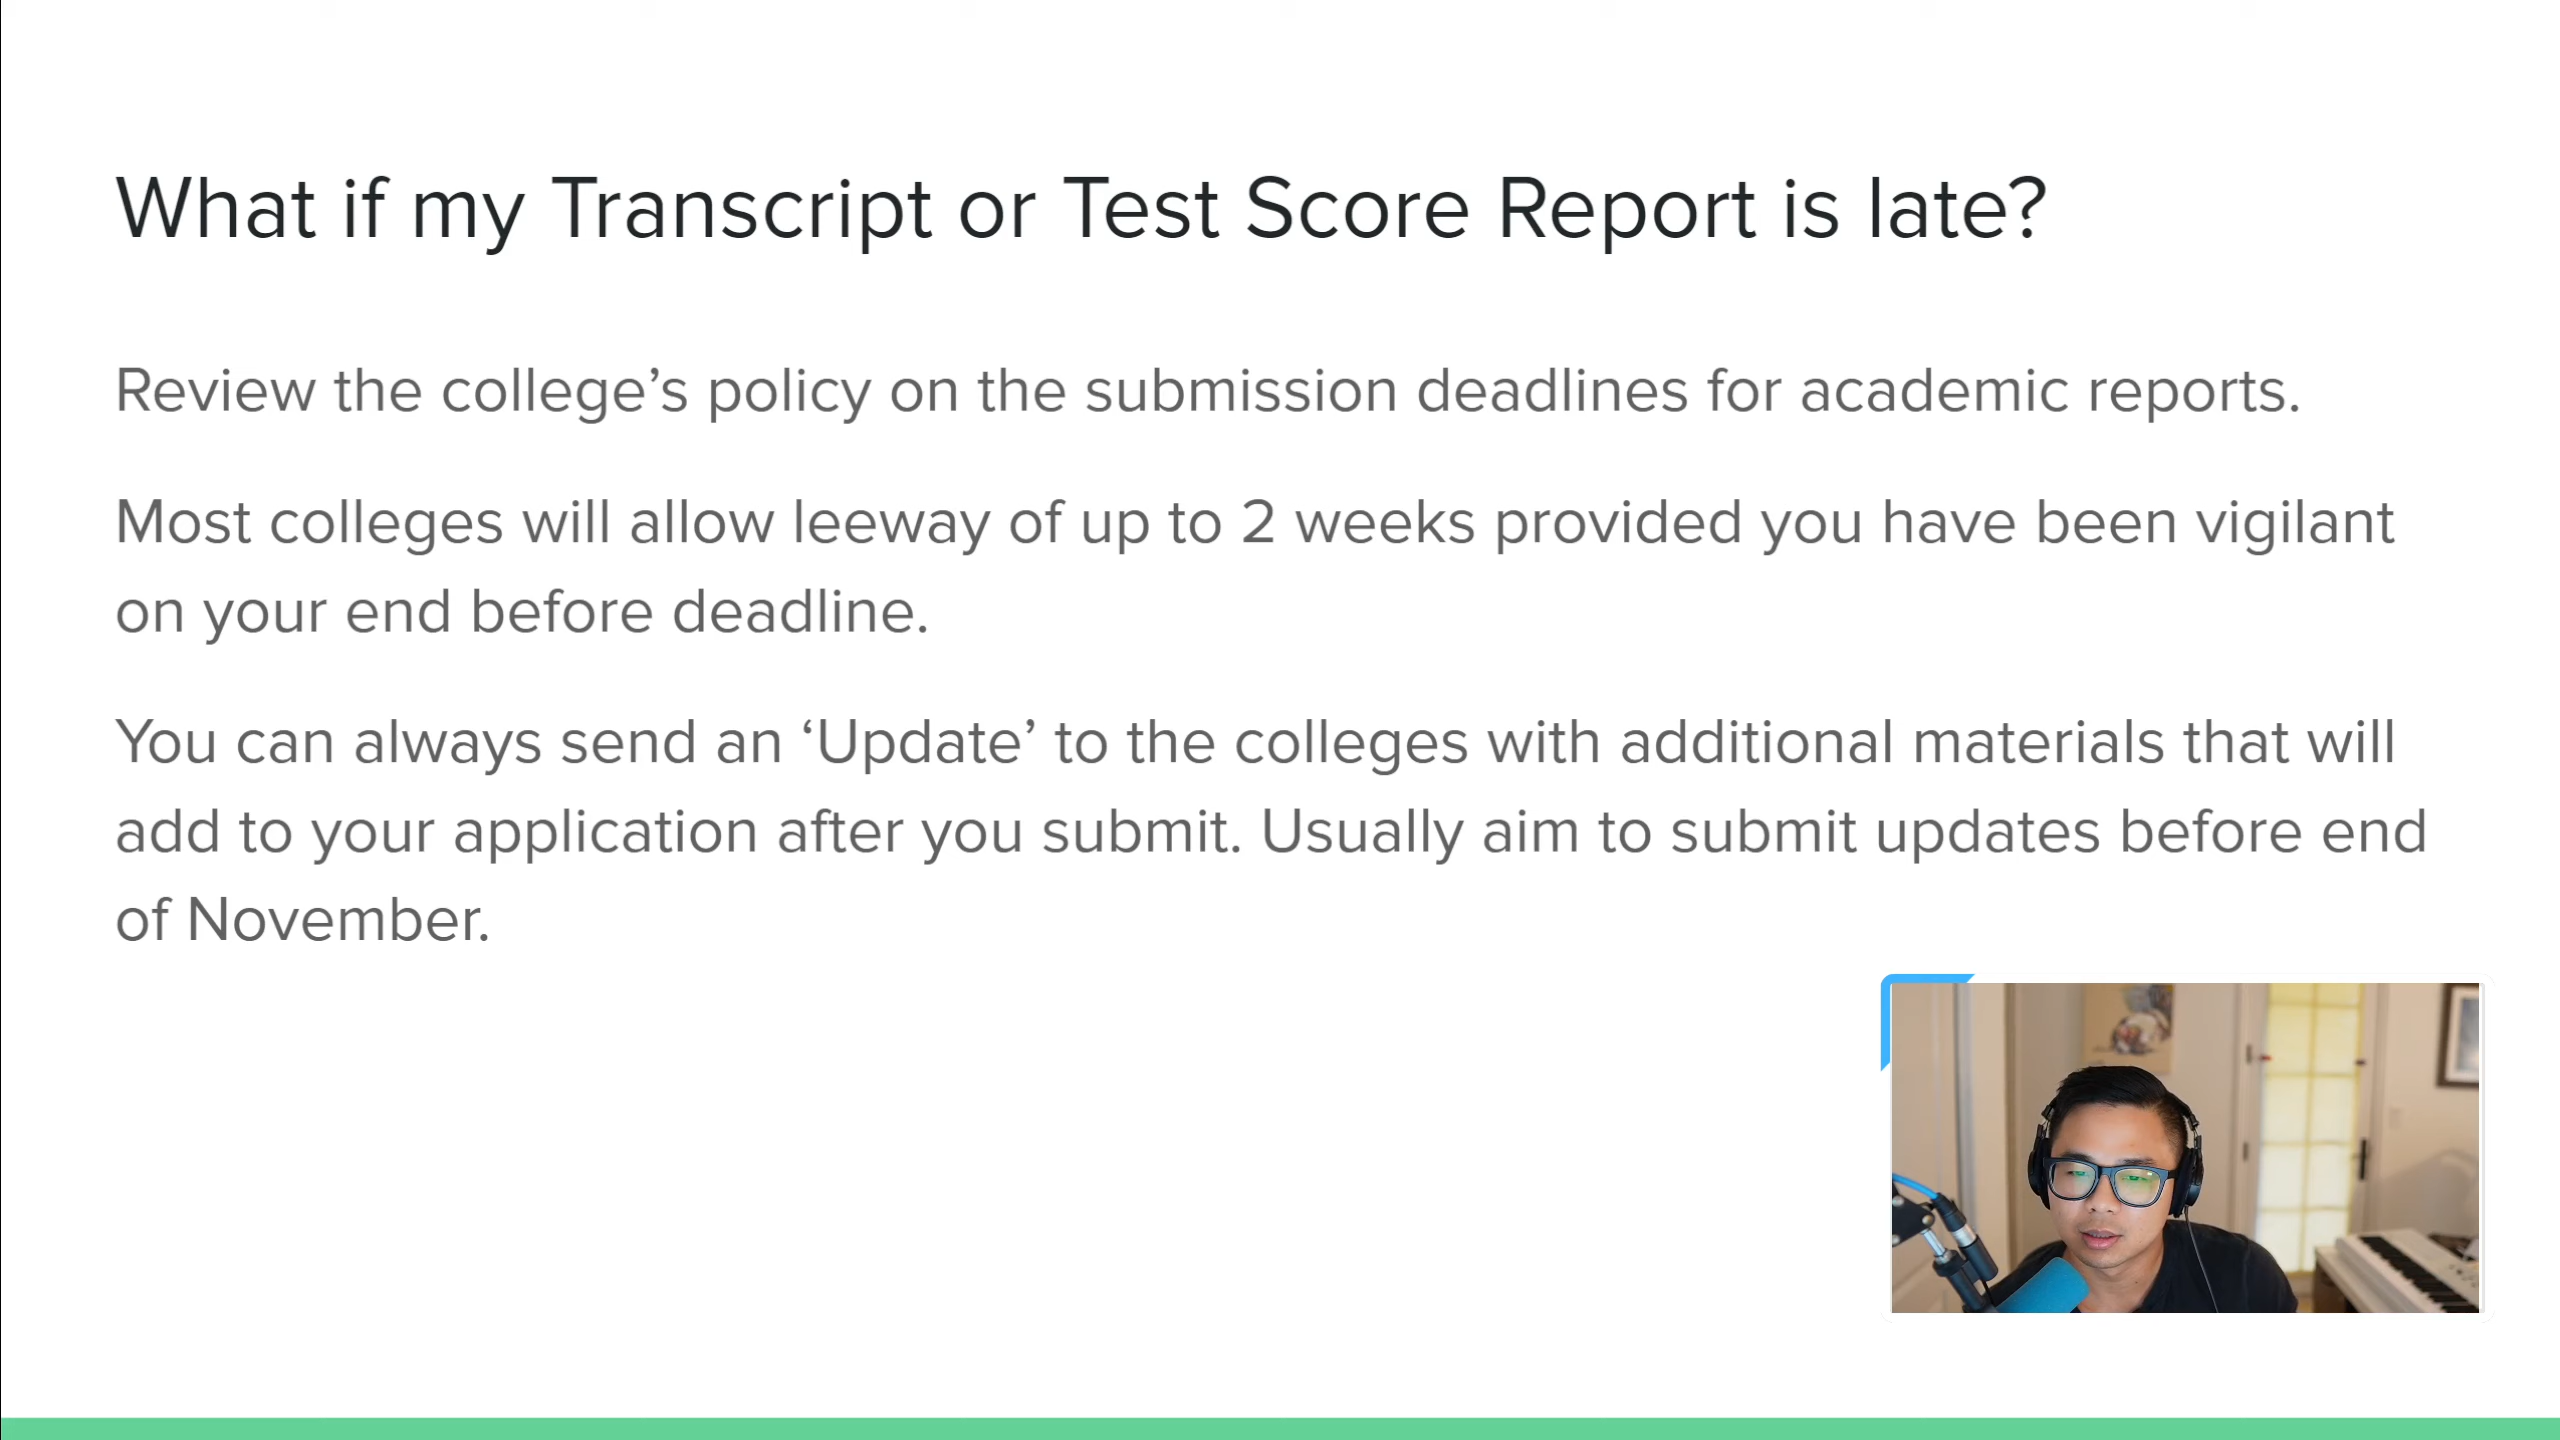 What if my Transcript or Test Score Report is late?
Review the college’s policy on the submission deadlines for academic reports.
Most colleges will allow leeway of up to 2 weeks provided you have been vigilant
on your end before deadline.
You can always send an ‘Update’ to the colleges with additional materials that will
add to your application after you submit. Usually aim to submit updates before end
of November.